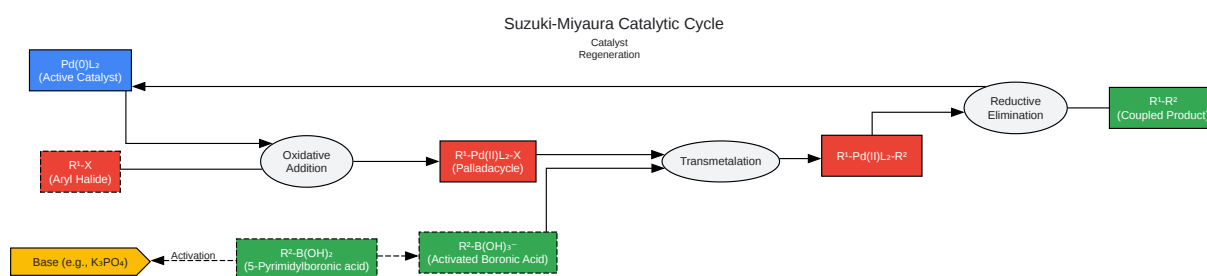 Suzuki-Miyaura Catalytic Cycle
Catalyst
Regeneration
Pd(0)L₂
(Active Catalyst)
R¹-X
(Aryl Halide)
Oxidative
Addition
R¹-Pd(II)L₂-X
(Palladacycle)
Transmetalation
R¹-Pd(II)L₂-R²
Reductive
Elimination
R¹-R²
(Coupled Product)
Base (e.g., K₃PO₄)
Activation
R²-B(OH)₂
(5-Pyrimidylboronic acid)
R²-B(OH)₃⁻
(Activated Boronic Acid)